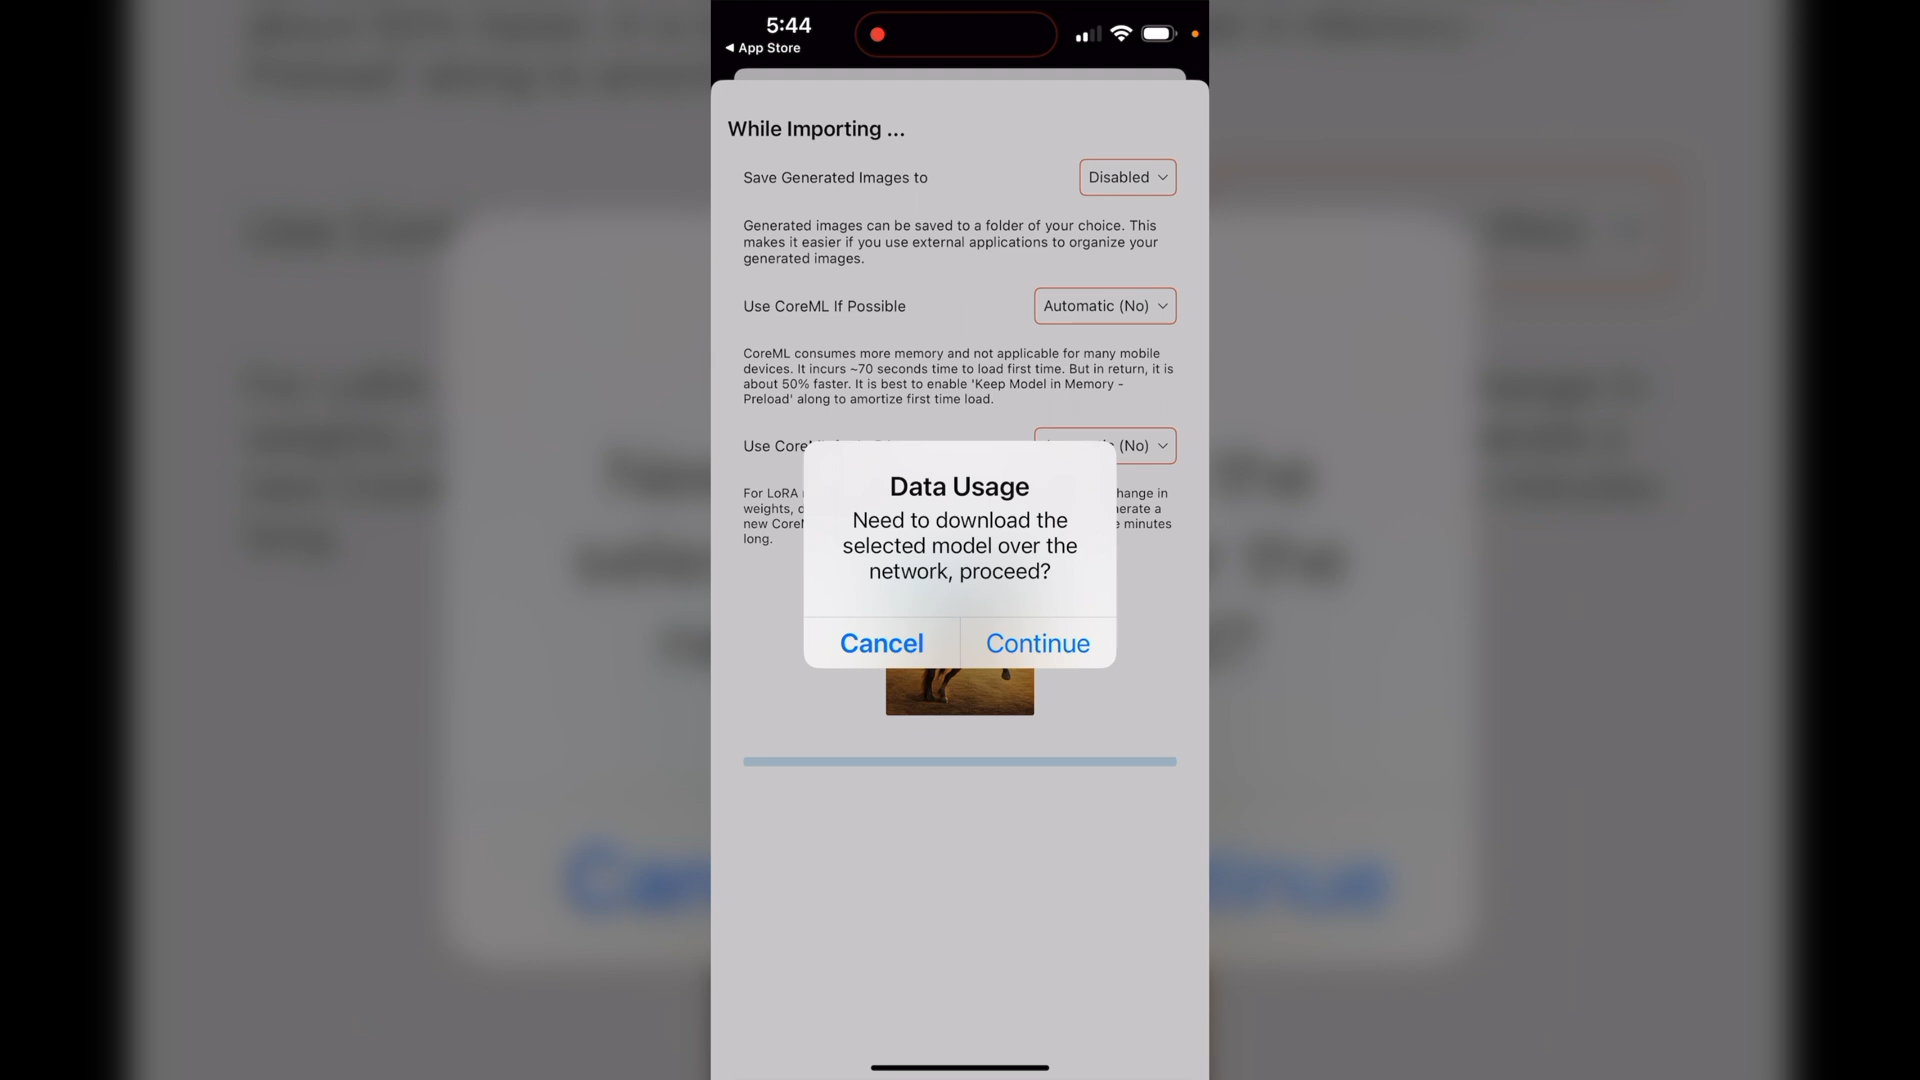 5:44
App Store
While Importing ...
Save Generated Images to
Disabled
Generated images can be saved to a folder of your choice. This
makes it easier if you use external applications to organize your
generated images.
Use CoreML If Possible
Automatic (No)
CoreML consumes more memory and not applicable for many mobile
devices. It incurs ~70 seconds time to load first time. But in return, it is
about 50% faster. It is best to enable 'Keep Model in Memory -
Preload' along to amortize first time load.
Use
(No)
For LoRA
hange in
weights,
erate a
new
minutes
long.
Data Usage
Need to download the
selected model over the
network, proceed?
Cancel
Continue